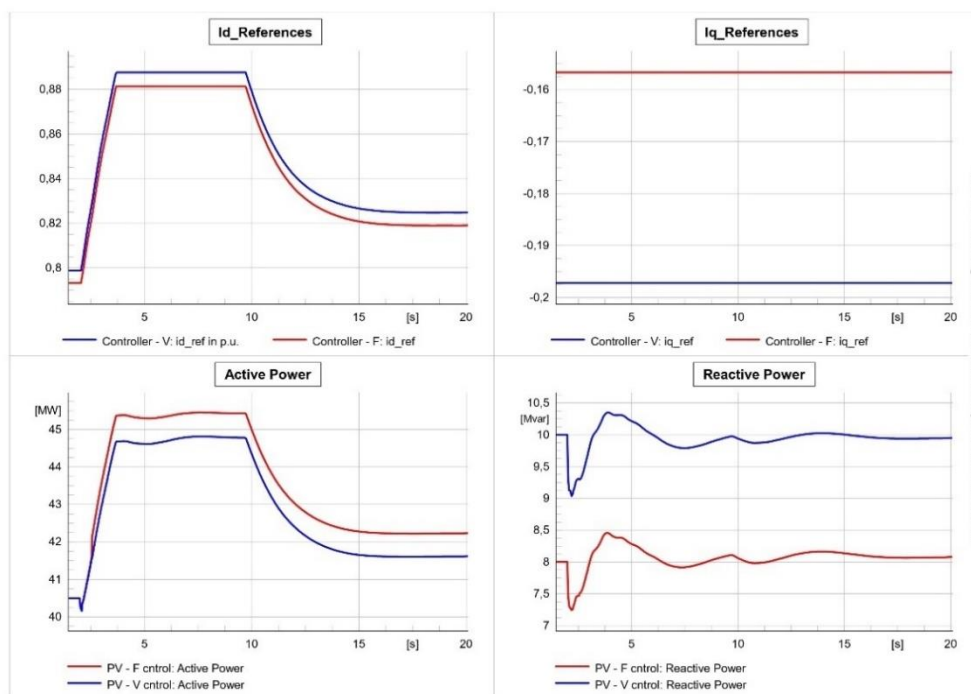 Id_References
0,88
0,86
0,84
0,82
0,8
5
10
15
[s]
20
Controller - V: id_ref in p.u.
Controller - F: id_ref
Iq_References
-0,16
-0,17
-0,18
-0,19
-0,2
5
10
15
[s]
20
Controller - V: iq_ref
Controller - F: iq_ref
Active Power
[MW]
45
44
43
42
41
40
5
10
15
[s]
20
PV - F cntrol: Active Power
PV - V cntrol: Active Power
Reactive Power
10,5
[Mvar]
10
9,5
9
8,5
8
7,5
7
5
10
15
[s]
20
PV - F cntrol: Reactive Power
PV - V cntrol: Reactive Power